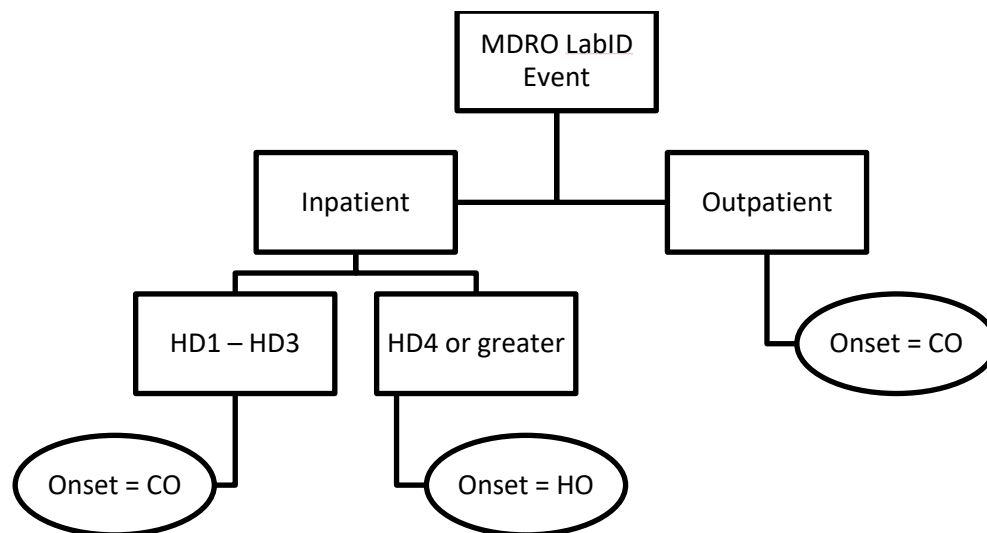 MDRO LabID
Event
Inpatient
Outpatient
HD1 – HD3
HD4 or greater
Onset = CO
Onset = CO
Onset = HO